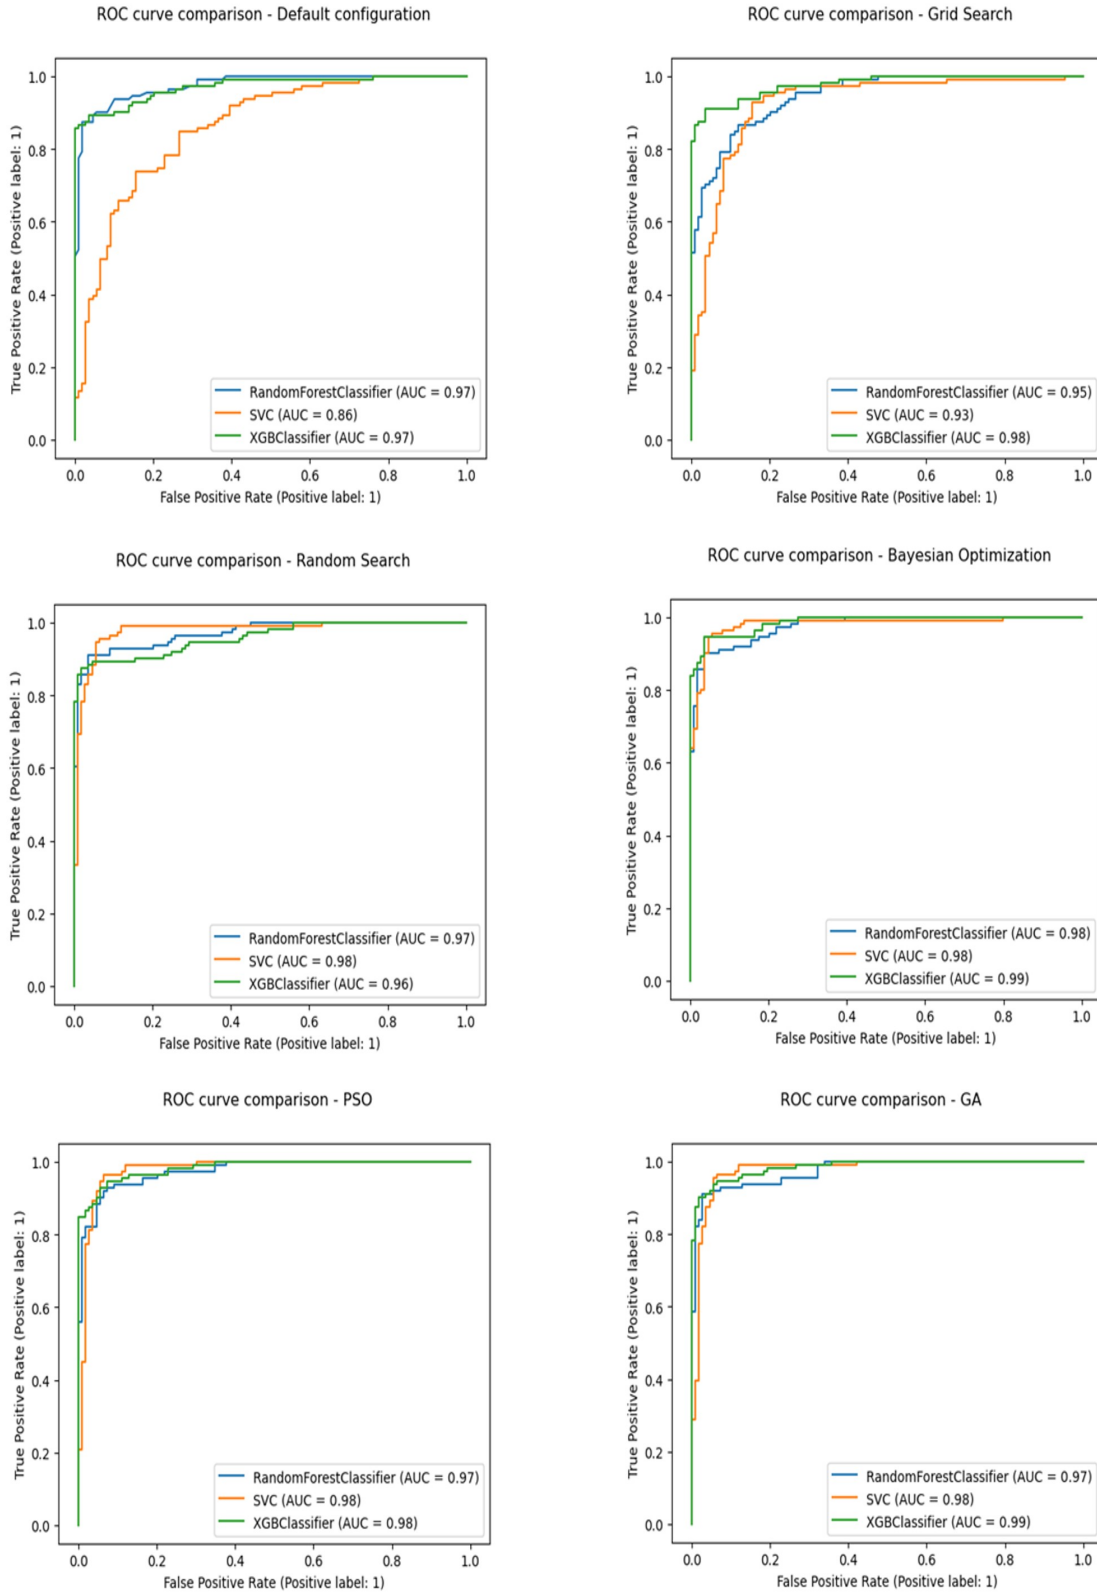 ROC curve comparison - Default configuration
True Positive Rate (Positive label: 1)
1.0
0.8
0.6
0.4
0.2
0.0
RandomForestClassifier (AUC = 0.97)
SVC (AUC = 0.86)
XGBClassifier (AUC = 0.97)
0.0 0.2 0.4 0.6 0.8 1.0
False Positive Rate (Positive label: 1)
ROC curve comparison - Grid Search
True Positive Rate (Positive label: 1)
1.0
0.8
0.6
0.4
0.2
0.0
RandomForestClassifier (AUC = 0.95)
SVC (AUC = 0.93)
XGBClassifier (AUC = 0.98)
0.0 0.2 0.4 0.6 0.8 1.0
False Positive Rate (Positive label: 1)
ROC curve comparison - Random Search
True Positive Rate (Positive label: 1)
1.0
0.8
0.6
0.4
0.2
0.0
RandomForestClassifier (AUC = 0.97)
SVC (AUC = 0.98)
XGBClassifier (AUC = 0.96)
0.0 0.2 0.4 0.6 0.8 1.0
False Positive Rate (Positive label: 1)
ROC curve comparison - Bayesian Optimization
True Positive Rate (Positive label: 1)
1.0
0.8
0.6
0.4
0.2
0.0
RandomForestClassifier (AUC = 0.98)
SVC (AUC = 0.98)
XGBClassifier (AUC = 0.99)
0.0 0.2 0.4 0.6 0.8 1.0
False Positive Rate (Positive label: 1)
ROC curve comparison - PSO
True Positive Rate (Positive label: 1)
1.0
0.8
0.6
0.4
0.2
0.0
RandomForestClassifier (AUC = 0.97)
SVC (AUC = 0.98)
XGBClassifier (AUC = 0.98)
0.0 0.2 0.4 0.6 0.8 1.0
False Positive Rate (Positive label: 1)
ROC curve comparison - GA
True Positive Rate (Positive label: 1)
1.0
0.8
0.6
0.4
0.2
0.0
RandomForestClassifier (AUC = 0.97)
SVC (AUC = 0.98)
XGBClassifier (AUC = 0.99)
0.0 0.2 0.4 0.6 0.8 1.0
False Positive Rate (Positive label: 1)